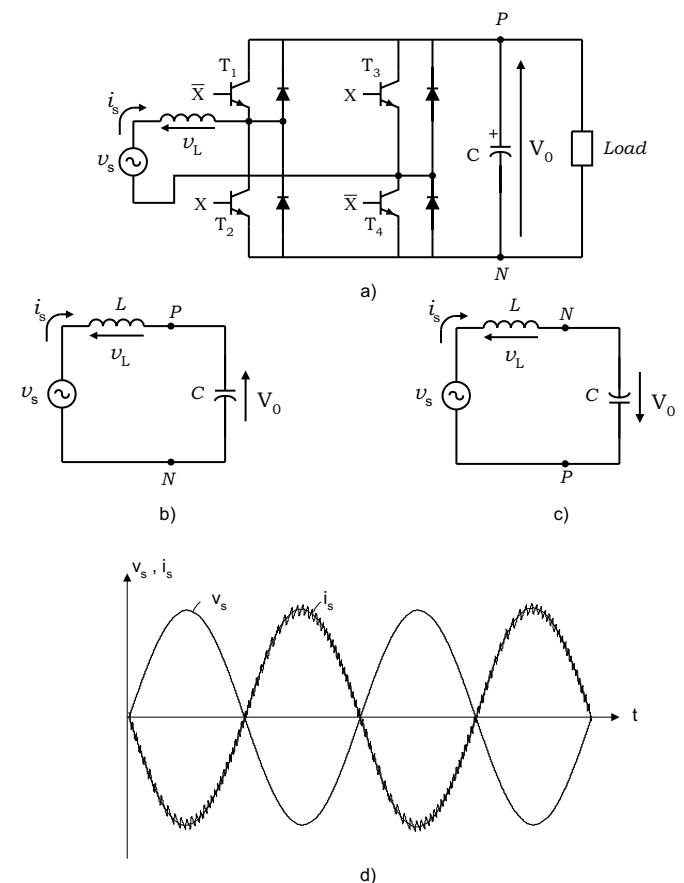 P
T1 T3
X̅ X
is
vL
vs
+
C V0 Load
X X̅
T2 T4
N
a)
is L P
vL
vs C V0
N
b)
is L N
vL
vs C V0
P
c)
vs , is
vs is
t
d)